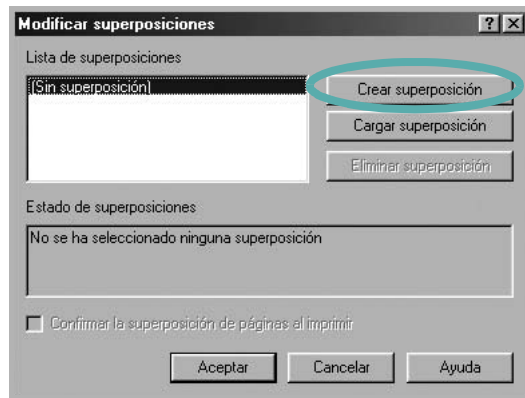 Modificar superposiciones
Lista de superposiciones
(Sin superposición)
Crear superposición
Cargar superposición
Eliminar superposición
Estado de superposiciones
No se ha seleccionado ninguna superposición
Confirmar la superposición de páginas al imprimir
Aceptar
Cancelar
Ayuda